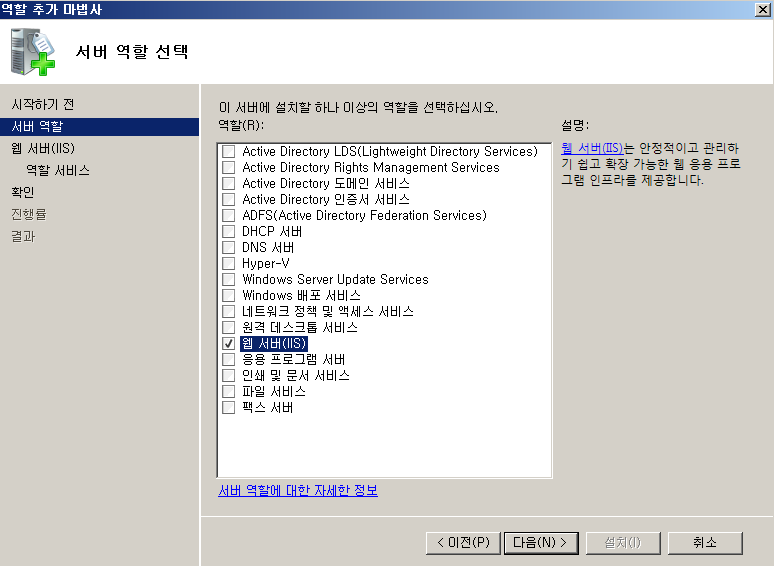 역할 추가 마법사
서버 역할 선택
시작하기 전
서버 역할
웹 서버(IIS)
역할 서비스
확인
진행률
결과
이 서버에 설치할 하나 이상의 역할을 선택하십시오.
역할(R):
Active Directory LDS(Lightweight Directory Services)
Active Directory Rights Management Services
Active Directory 도메인 서비스
Active Directory 인증서 서비스
ADFS(Active Directory Federation Services)
DHCP 서버
DNS 서버
Hyper-V
Windows Server Update Services
Windows 배포 서비스
네트워크 정책 및 액세스 서비스
원격 데스크톱 서비스
웹 서버(IIS)
응용 프로그램 서버
인쇄 및 문서 서비스
파일 서비스
팩스 서버
서버 역할에 대한 자세한 정보
설명:
웹 서버(IIS)는 안정적이고 관리하
기 쉽고 확장 가능한 웹 응용 프로
그램 인프라를 제공합니다.
< 이전(P)
다음(N) >
설치(I)
취소